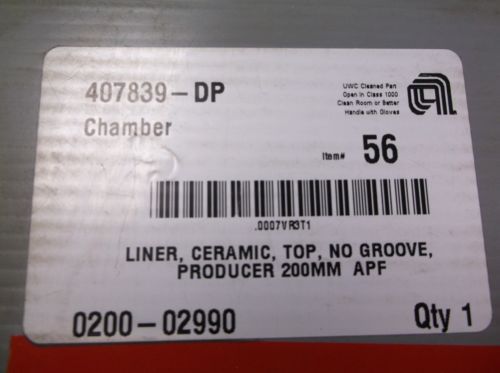 407839-DP
Chamber
UWC Cleaned Part
Open in Class 1000
Clean Room or Better
Handle with Gloves
Item# 56
.0007VR3T1
LINER, CERAMIC, TOP, NO GROOVE,
PRODUCER 200MM APF
0200-02990
Qty 1